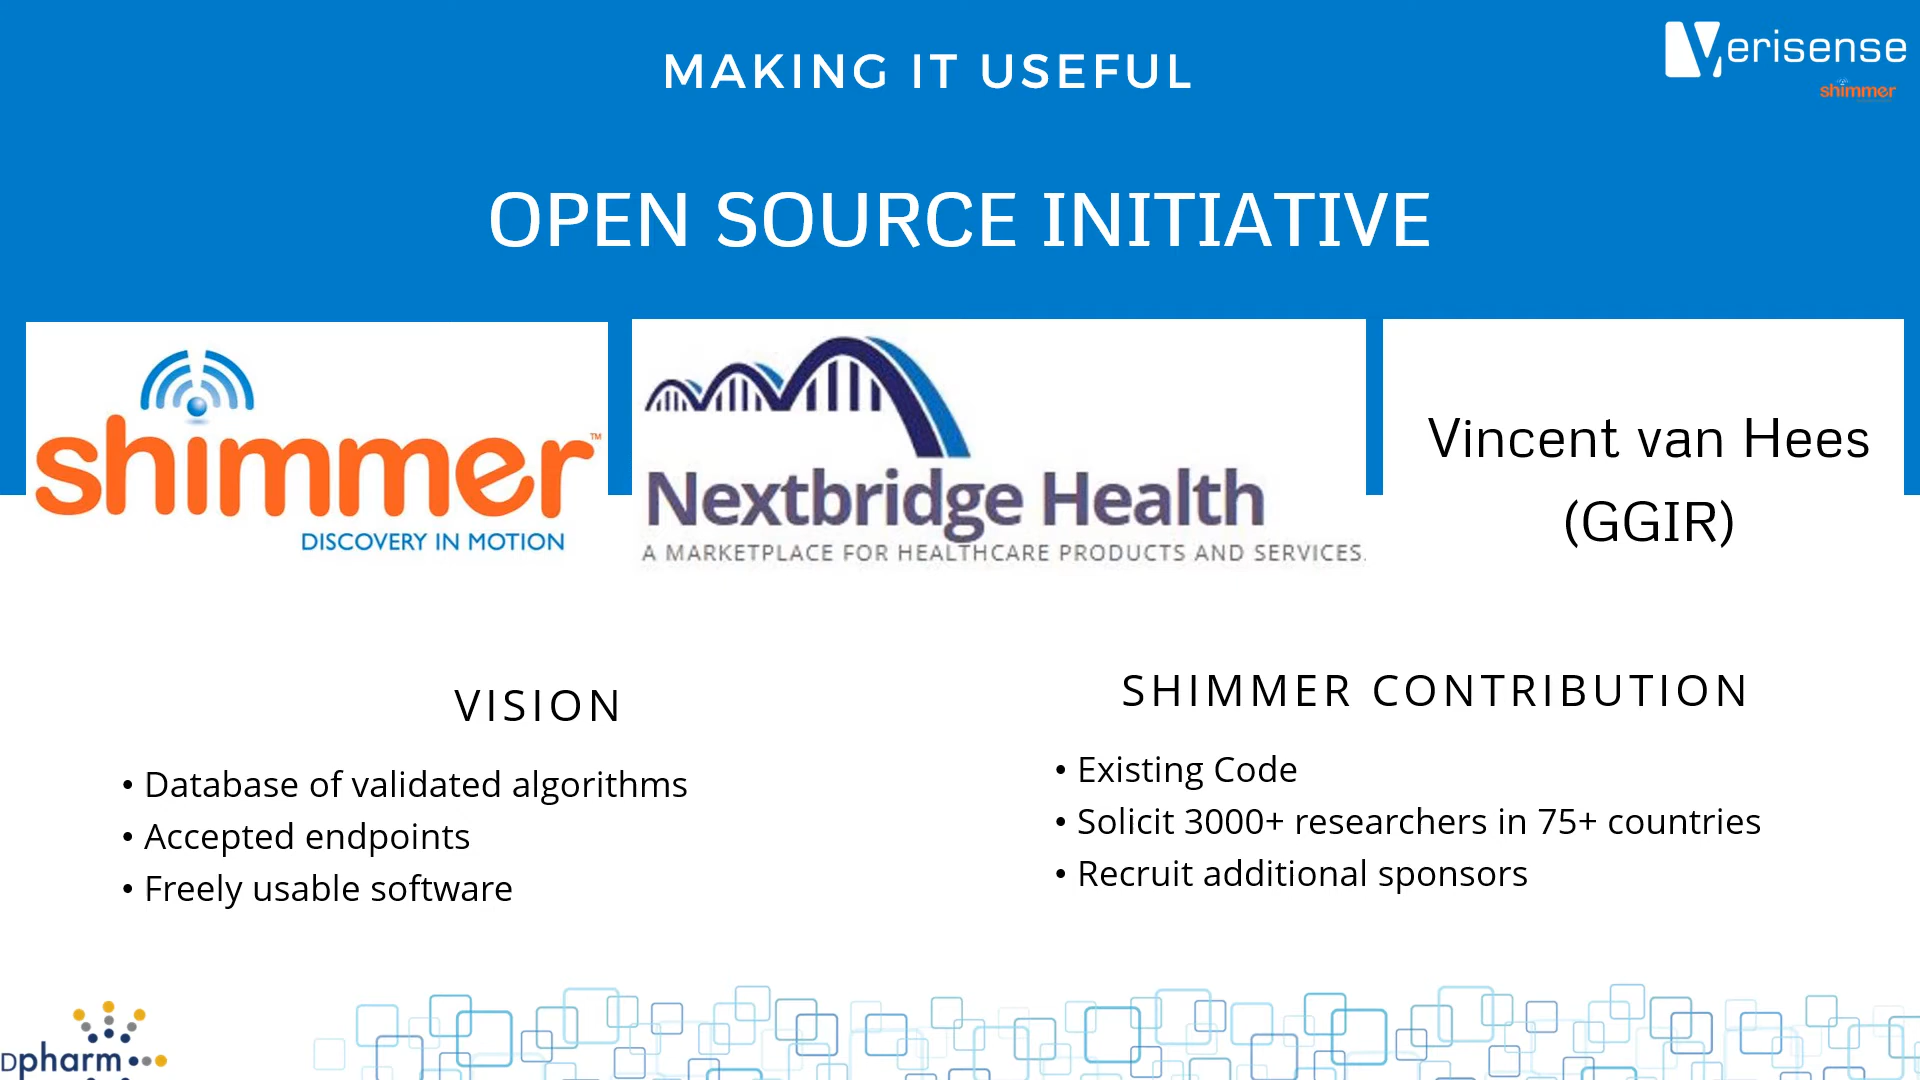 MAKING IT USEFUL
Verisense
shimmer
OPEN SOURCE INITIATIVE
shimmer™
DISCOVERY IN MOTION
Nextbridge Health
A MARKETPLACE FOR HEALTHCARE PRODUCTS AND SERVICES.
Vincent van Hees
(GGIR)
VISION
• Database of validated algorithms
• Accepted endpoints
• Freely usable software
SHIMMER CONTRIBUTION
• Existing Code
• Solicit 3000+ researchers in 75+ countries
• Recruit additional sponsors
Dpharm